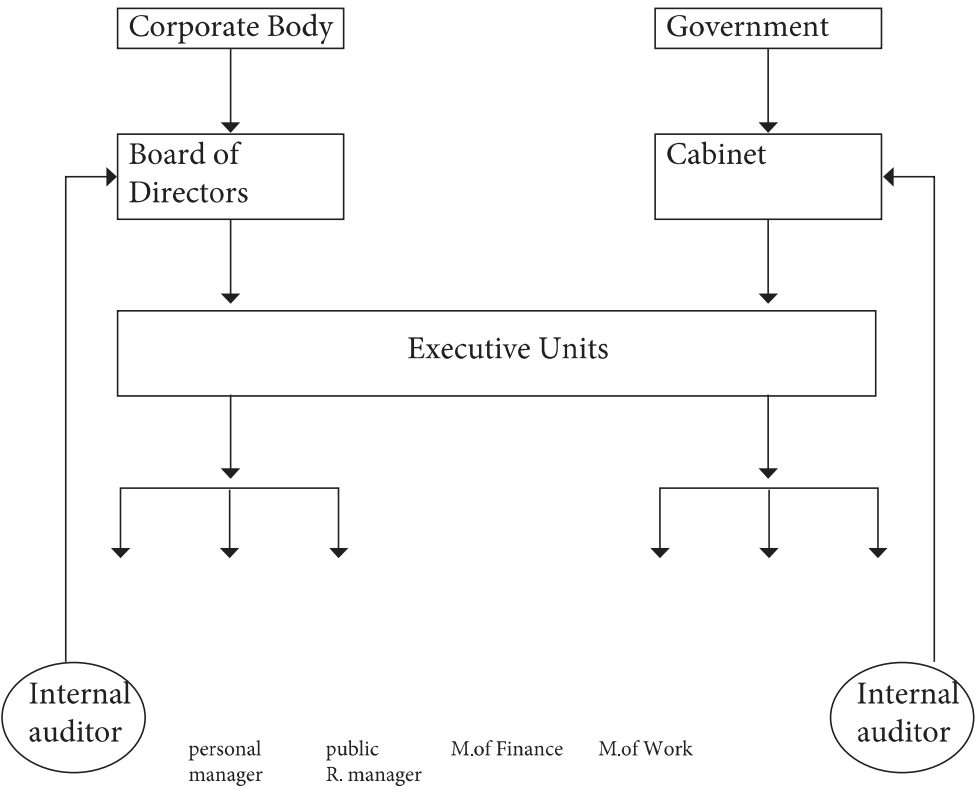 Corporate Body
Government
Board of
Directors
Cabinet
Executive Units
Internal
auditor
Internal
auditor
personal
manager
public
R. manager
M.of Finance
M.of Work